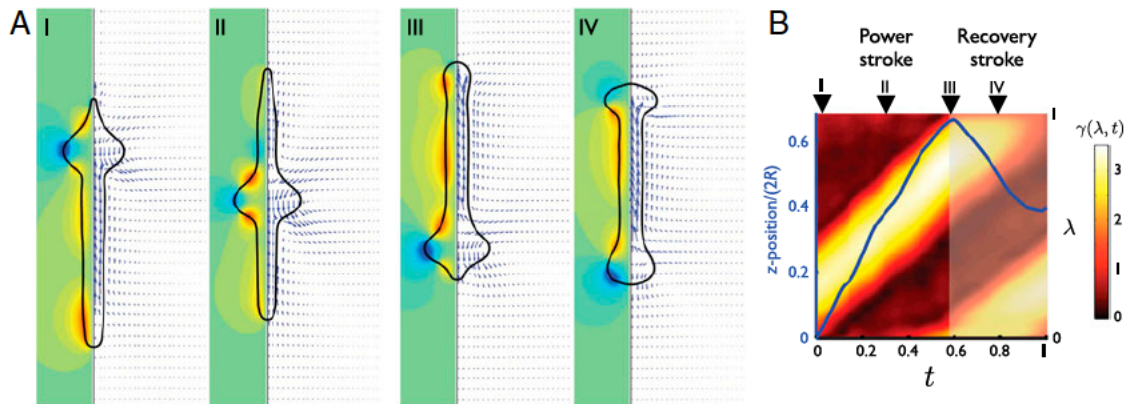 A
I
II
III
IV
B
Power stroke
Recovery stroke
I
II
III
IV
z-position/(2R)
0.6
0.4
0.2
0
0
0.2
0.4
0.6
0.8
I
t
I
λ
0
γ(λ, t)
3
2
1
0